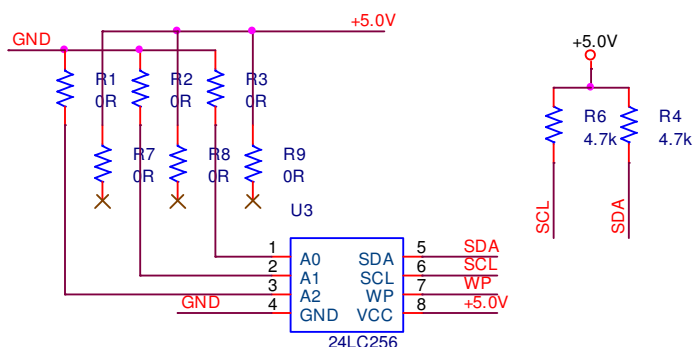 +5.0V
GND
+5.0V
R1 R2 R3
0R 0R 0R
R6 R4
4.7k 4.7k
R7 R8 R9
0R 0R 0R
U3
SCL
SDA
1 A0 SDA 5 SDA
2 A1 SCL 6 SCL
3 A2 WP 7 WP
GND 4 GND VCC 8 +5.0V
24LC256